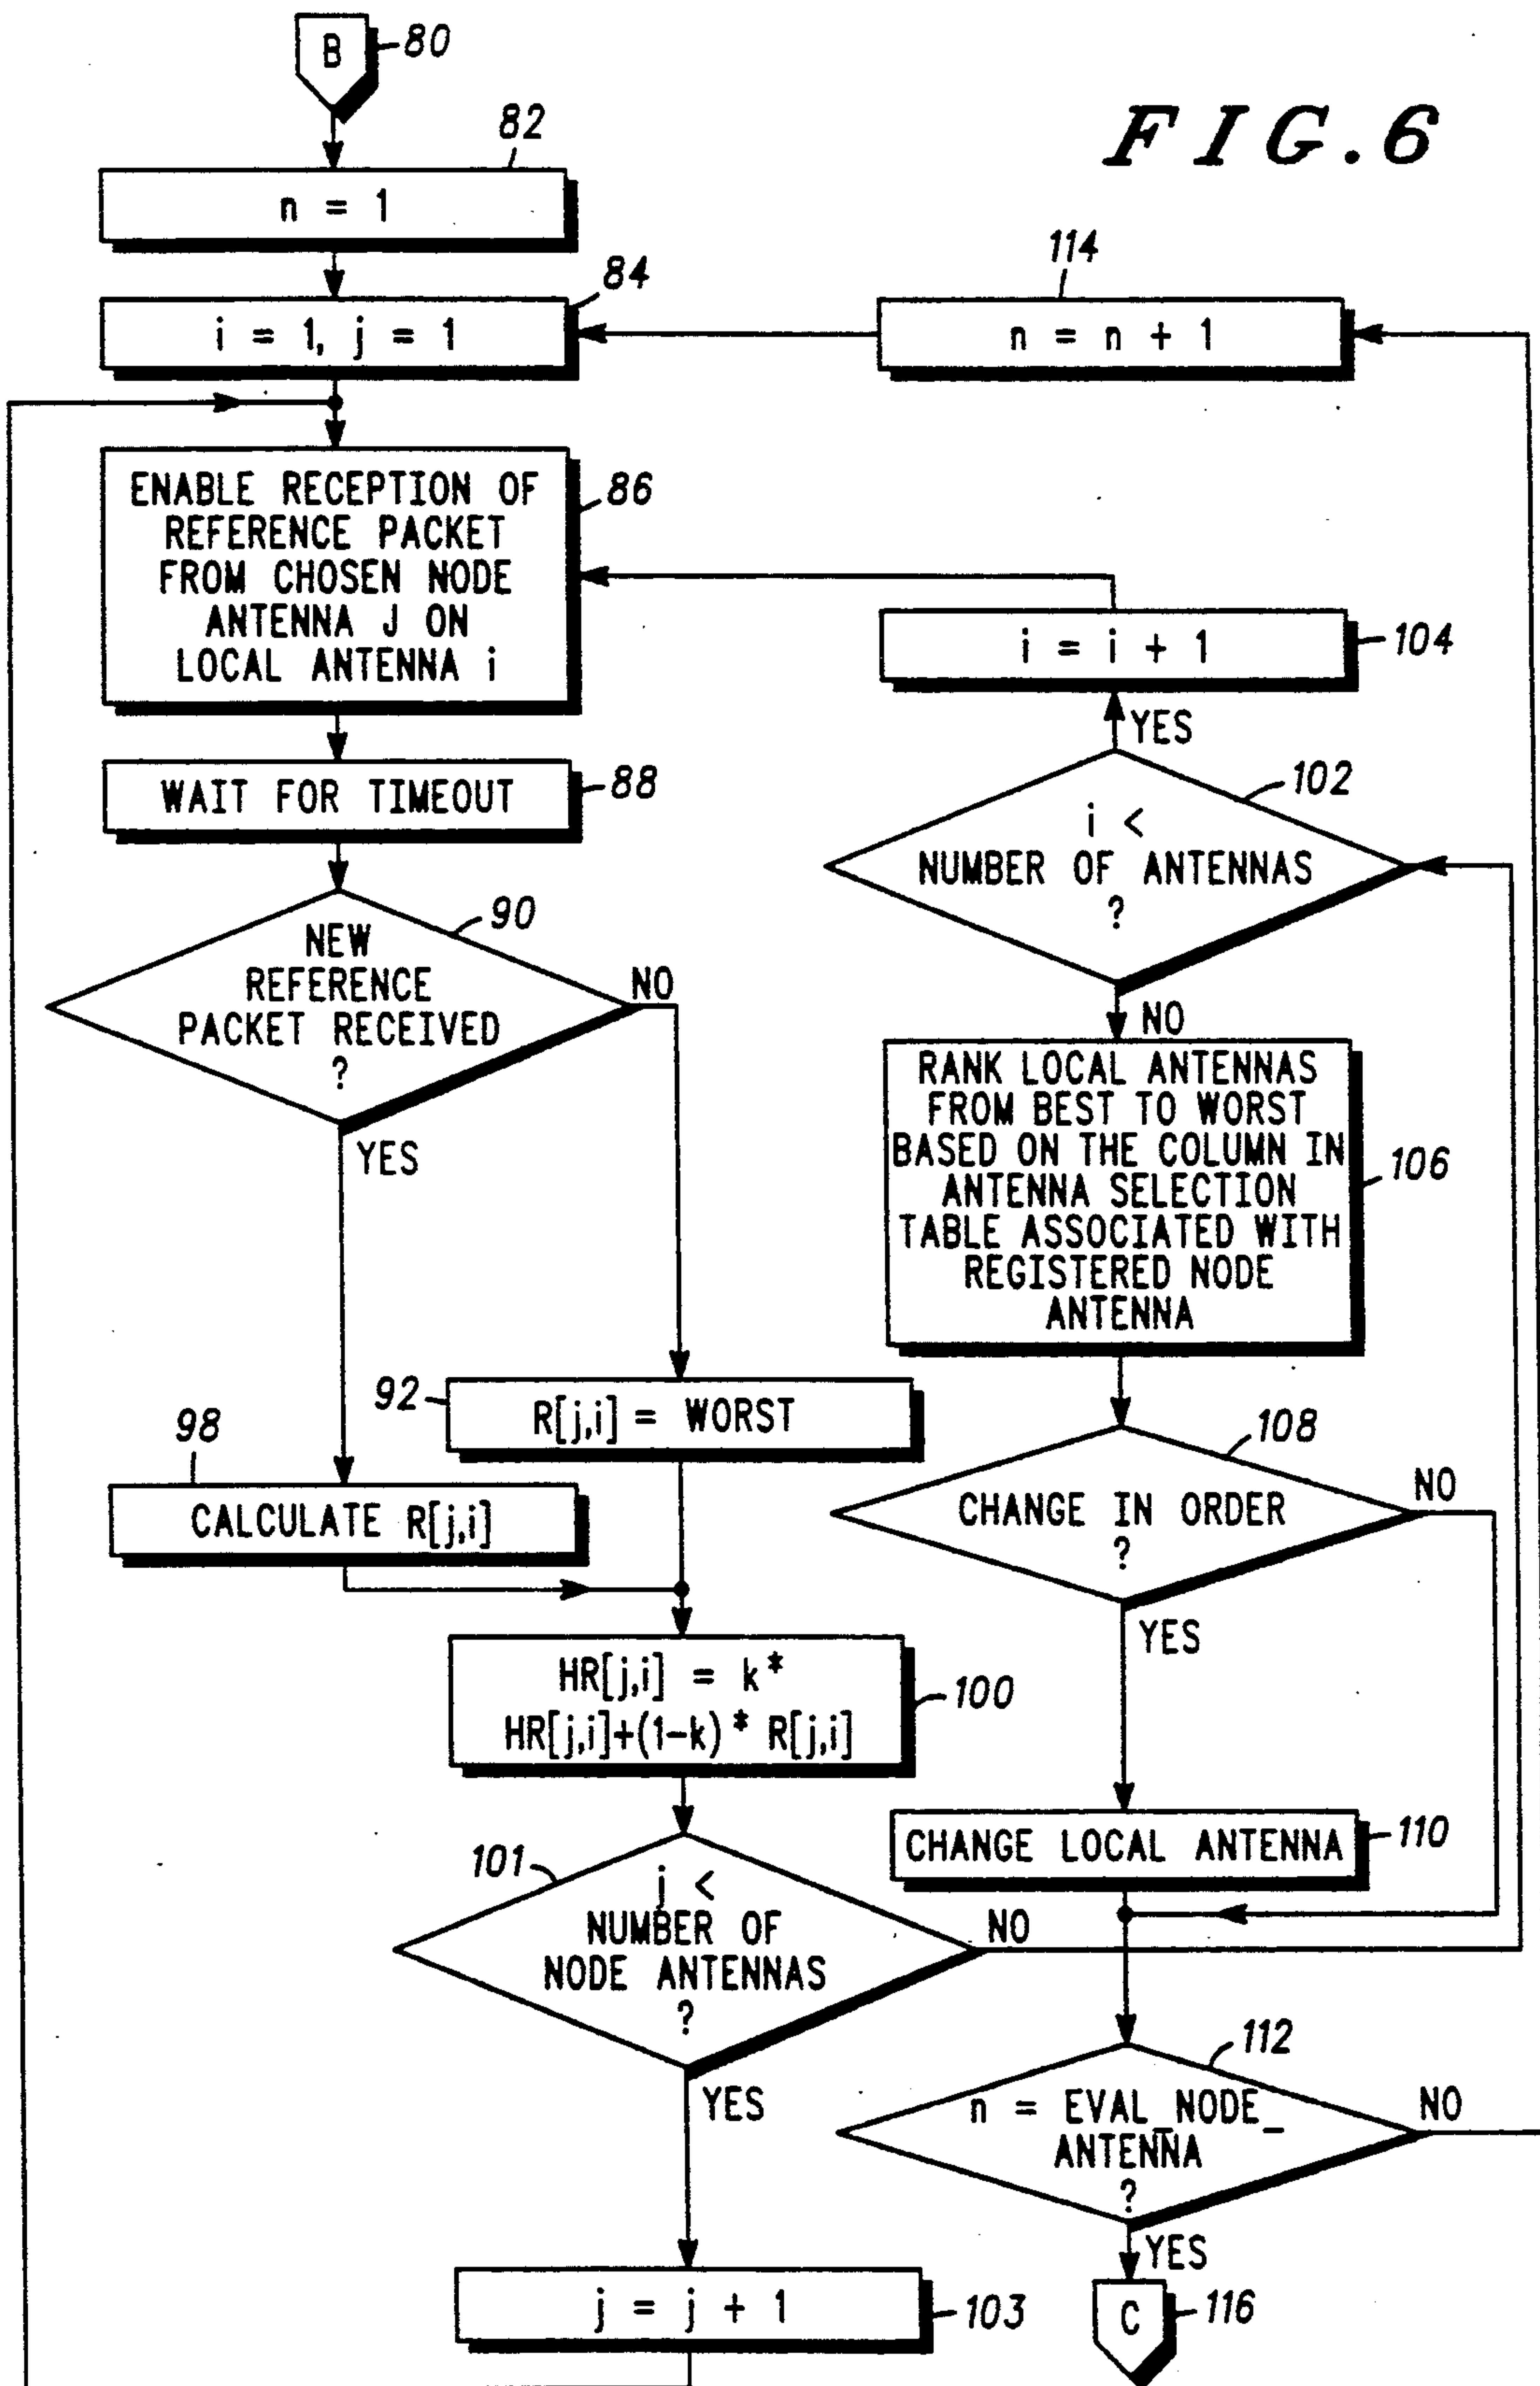 B
80
FIG.6
82
n = 1
84
i = 1, j = 1
114
n = n + 1
ENABLE RECEPTION OF
REFERENCE PACKET
FROM CHOSEN NODE
ANTENNA J ON
LOCAL ANTENNA i
86
i = i + 1
104
YES
WAIT FOR TIMEOUT
88
102
i <
NUMBER OF ANTENNAS
?
NO
90
NEW
REFERENCE
PACKET RECEIVED
?
NO
YES
RANK LOCAL ANTENNAS
FROM BEST TO WORST
BASED ON THE COLUMN IN
ANTENNA SELECTION
TABLE ASSOCIATED WITH
REGISTERED NODE
ANTENNA
106
92
R[j,i] = WORST
98
CALCULATE R[j,i]
108
CHANGE IN ORDER
?
NO
YES
HR[j,i] = k*
HR[j,i]+(1-k)* R[j,i]
100
CHANGE LOCAL ANTENNA
110
101
j <
NUMBER OF
NODE ANTENNAS
?
NO
YES
112
n = EVAL_NODE_
ANTENNA
?
NO
YES
j = j + 1
103
C
116